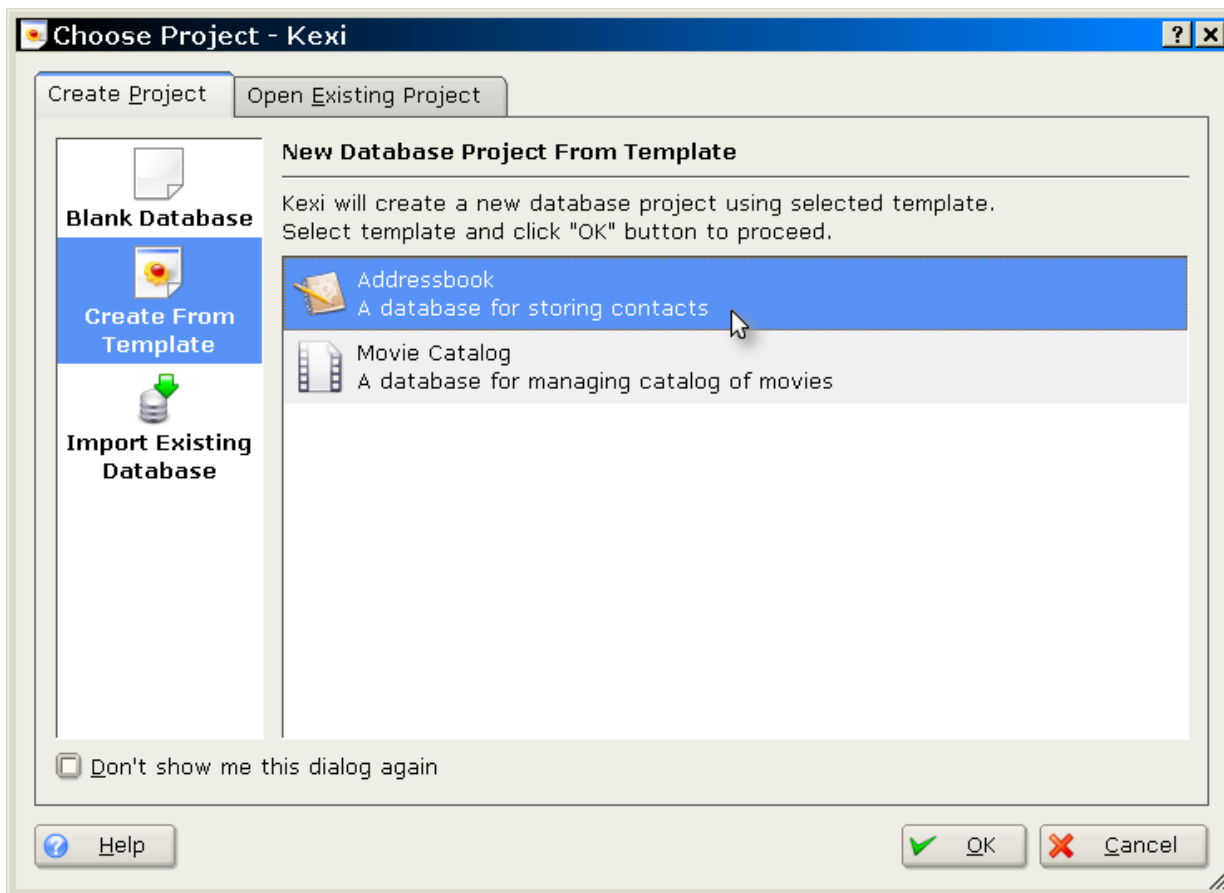 Choose Project - Kexi
Create Project
Open Existing Project
Blank Database
Create From
Template
Import Existing
Database
New Database Project From Template
Kexi will create a new database project using selected template.
Select template and click "OK" button to proceed.
Addressbook
A database for storing contacts
Movie Catalog
A database for managing catalog of movies
Don't show me this dialog again
Help
OK
Cancel